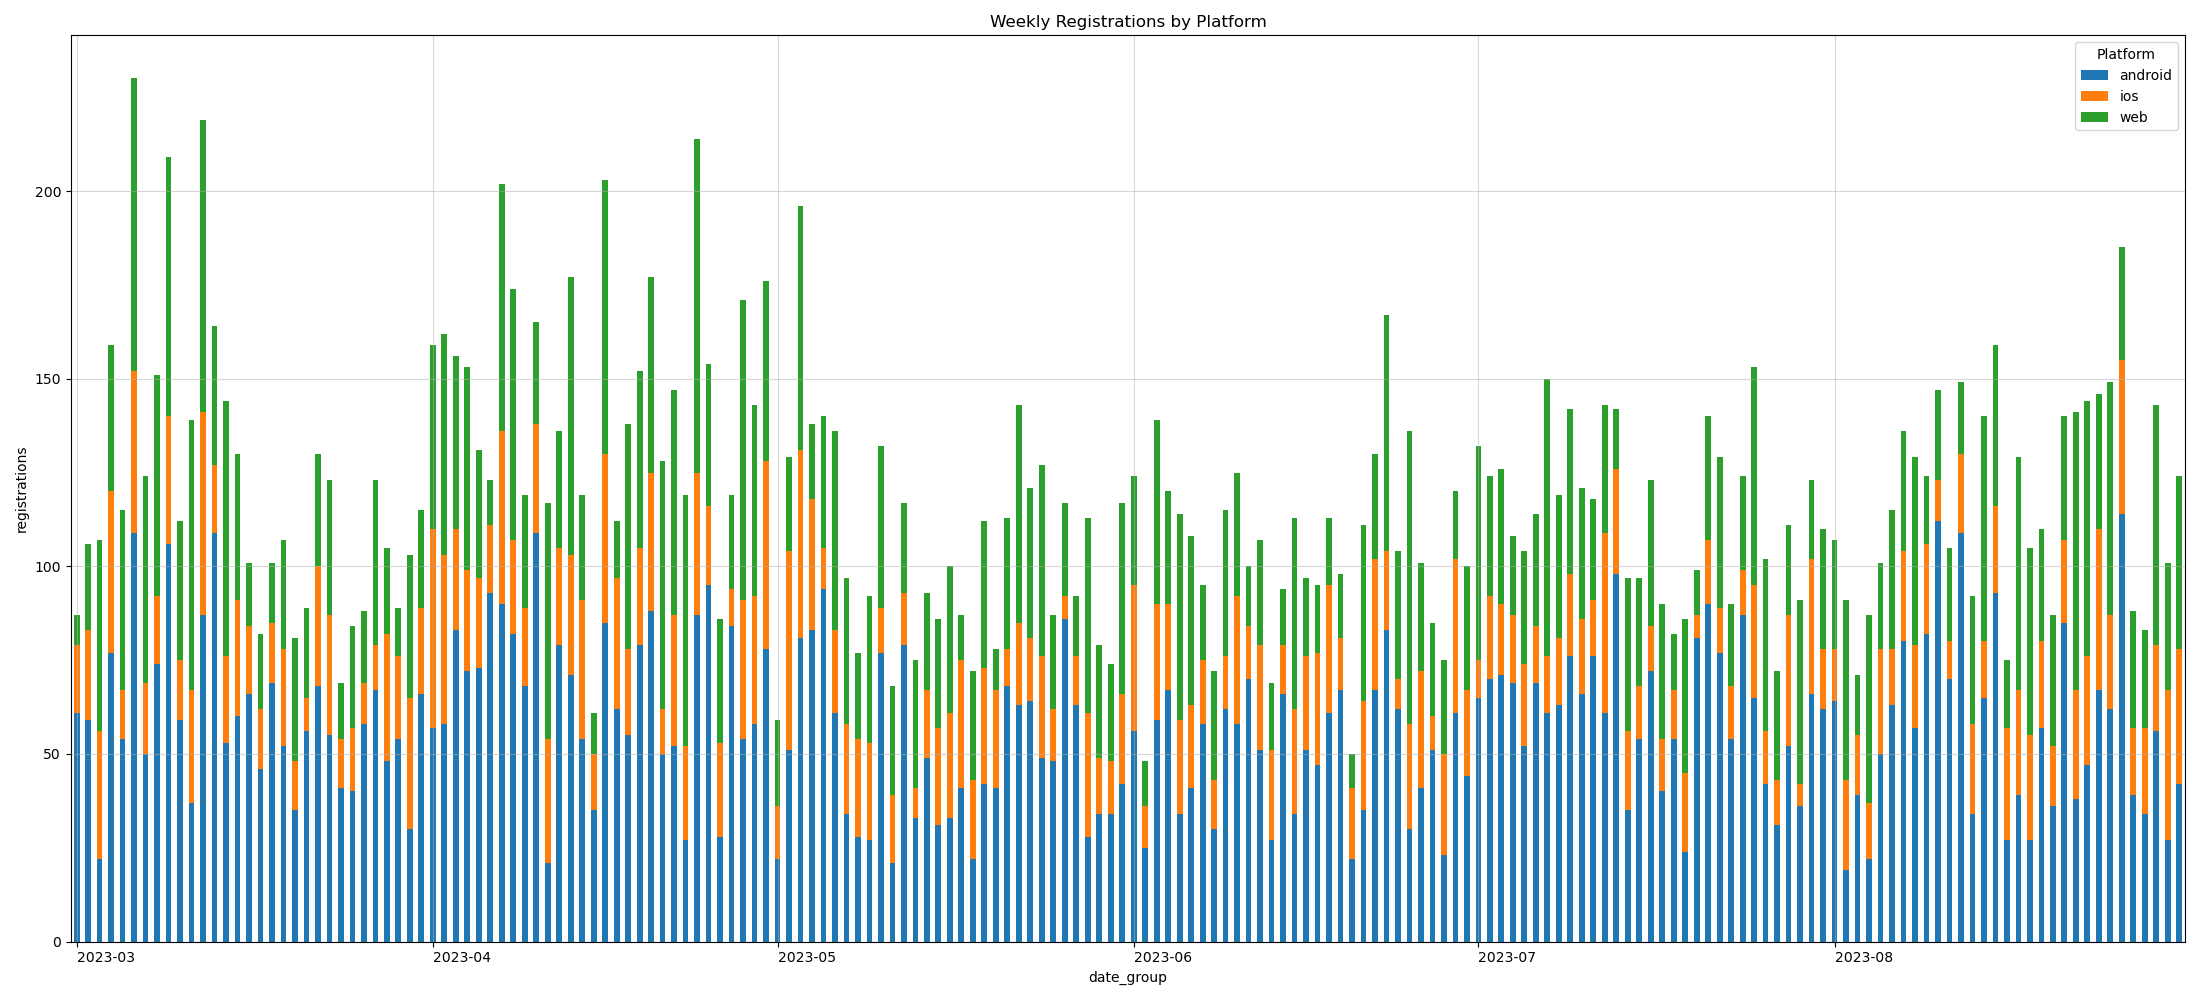 Weekly Registrations by Platform
Platform
android
ios
web
registrations
200
150
100
50
0
2023-03
2023-04
2023-05
2023-06
2023-07
2023-08
date_group